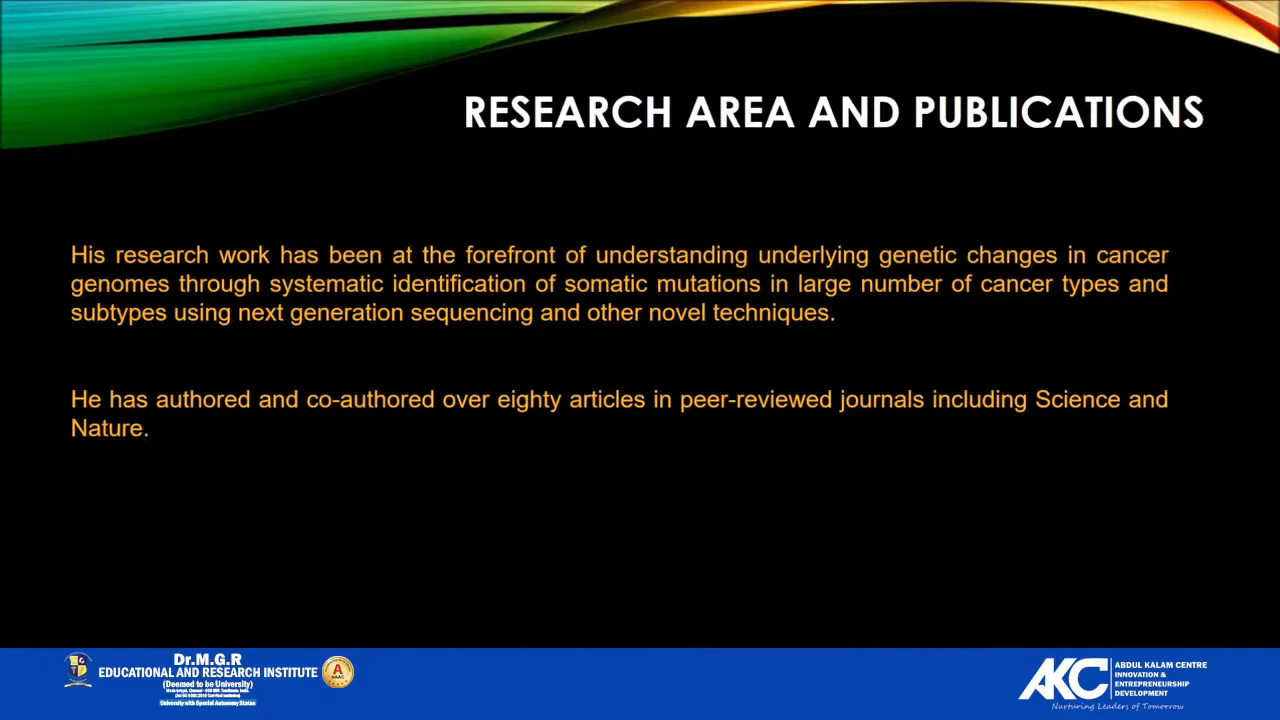 RESEARCH AREA AND PUBLICATIONS
His research work has been at the forefront of understanding underlying genetic changes in cancer
genomes through systematic identification of somatic mutations in large number of cancer types and
subtypes using next generation sequencing and other novel techniques.
He has authored and co-authored over eighty articles in peer-reviewed journals including Science and
Nature.
Dr.M.G.R
EDUCATIONAL AND RESEARCH INSTITUTE
(Deemed to be University)
University with Special Autonomy Status
A
NAAC
AKC
ABDUL KALAM CENTRE
INNOVATION &
ENTREPRENEURSHIP
DEVELOPMENT
Nurturing Leaders of Tomorrow